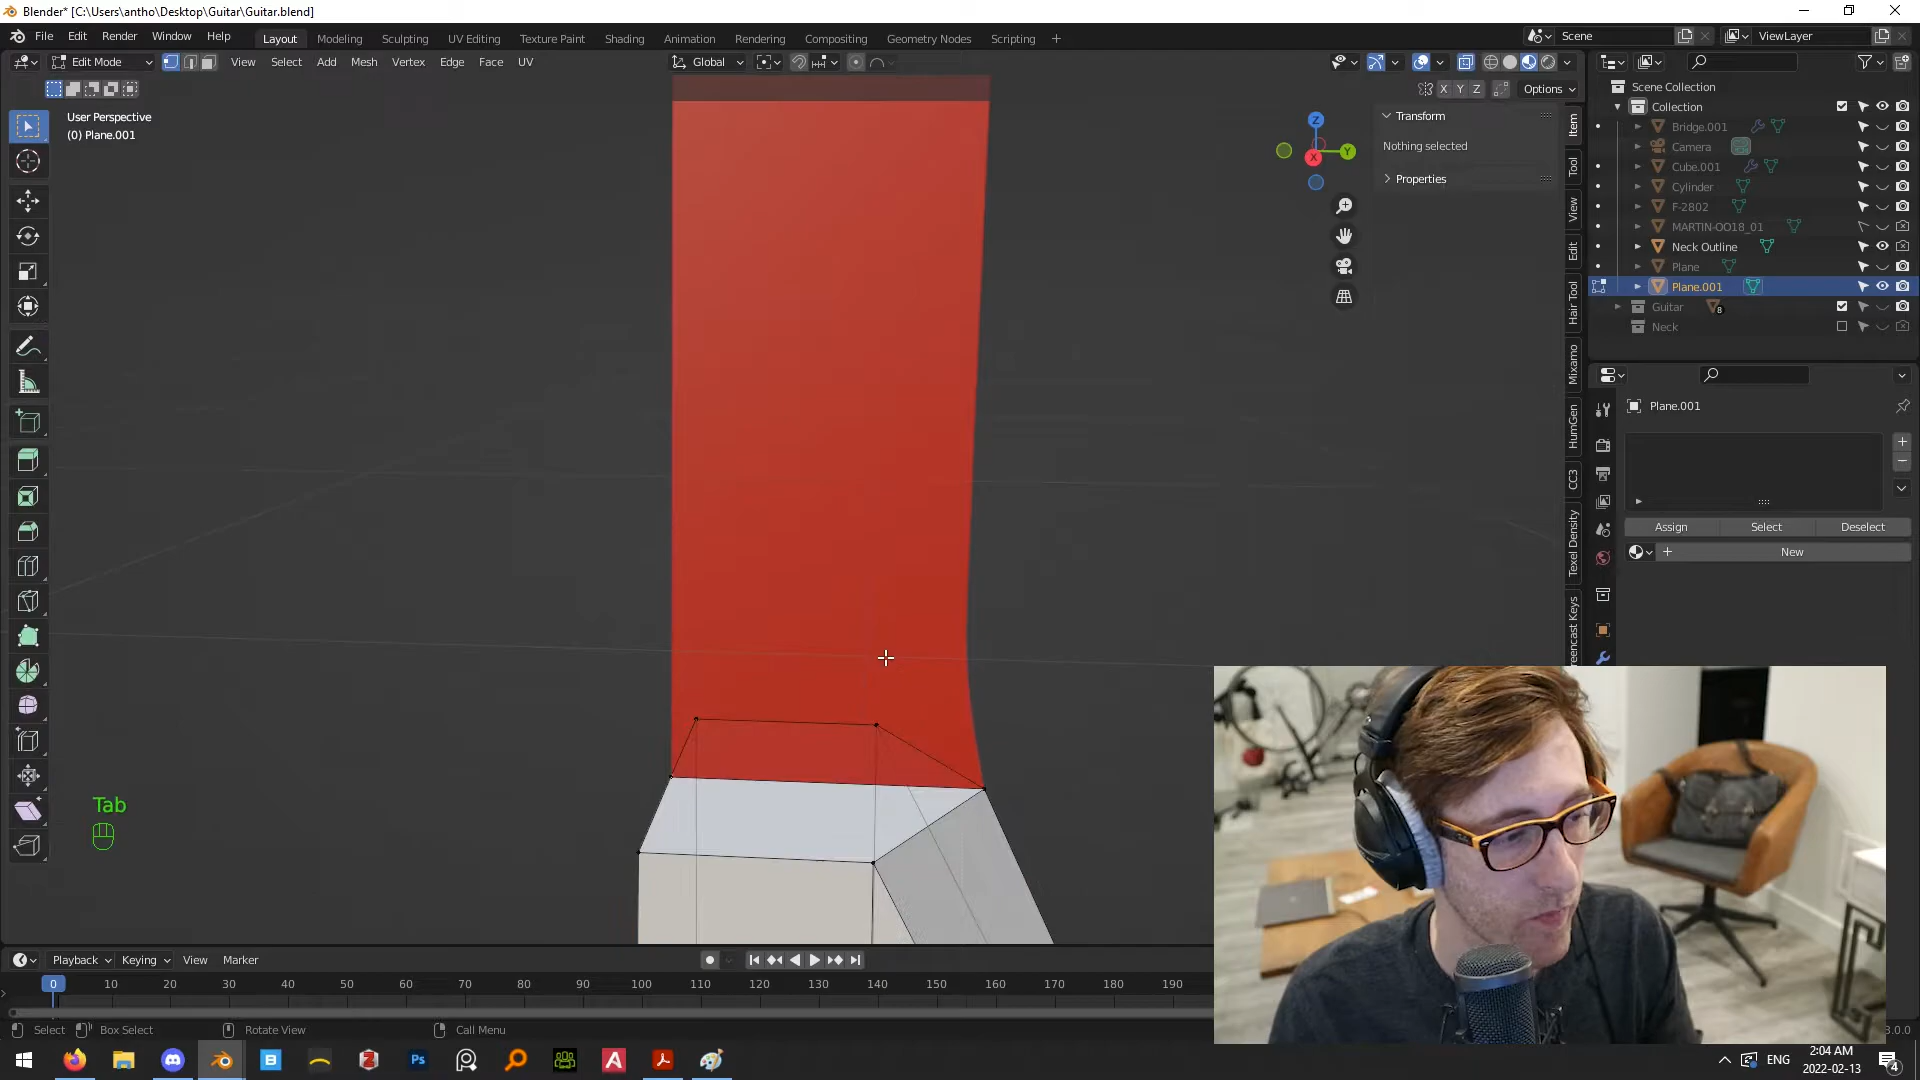 Blender* [C:\Users\antho\Desktop\Guitar\Guitar.blend]
File Edit Render Window Help
Layout Modeling Sculpting UV Editing Texture Paint Shading Animation Rendering Compositing Geometry Nodes Scripting +
Scene
ViewLayer
Edit Mode
View Select Add Mesh Vertex Edge Face UV
Global
X Y Z
Options
User Perspective
(0) Plane.001
Z
Y
X
Transform
Nothing selected
Properties
Item
Tool
View
Edit
Hair Tool
Mixamo
HumGen
CC3
Texel Density
reencast Keys
Scene Collection
Collection
Bridge.001
Camera
Cube.001
Cylinder
F-2802
MARTIN-OO18_01
Neck Outline
Plane
Plane.001
Guitar
8
Neck
Plane.001
Assign Select Deselect
New
Tab
Playback Keying View Marker
0 10 20 30 40 50 60 70 80 90 100 110 120 130 140 150 160 170 180 190
Select Box Select Rotate View Call Menu
3.0.0
ENG
2:04 AM
2022-02-13
4